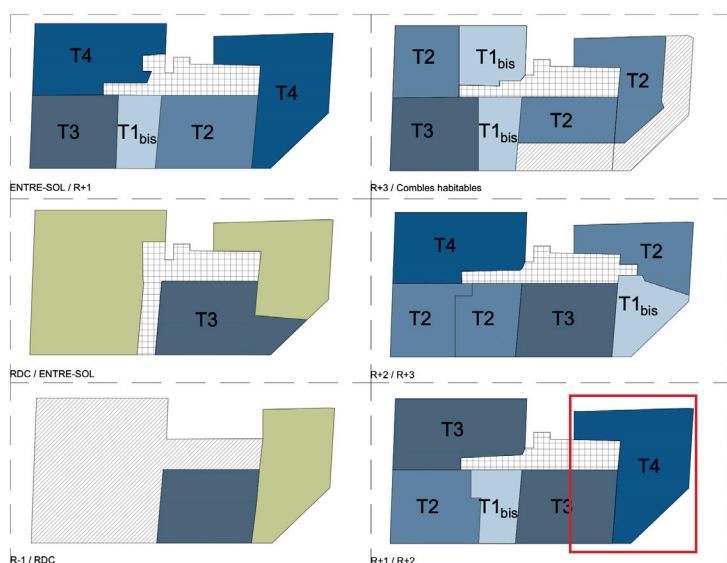 T4
T4
T3
T1bis
T2
ENTRE-SOL / R+1
T2
T1bis
T2
T3
T1bis
T2
R+3 / Combles habitables
T3
RDC / ENTRE-SOL
T4
T2
T2
T2
T3
T1bis
R+2 / R+3
R-1 / RDC
T3
T4
T2
T1bis
T3
R+1 / R+2